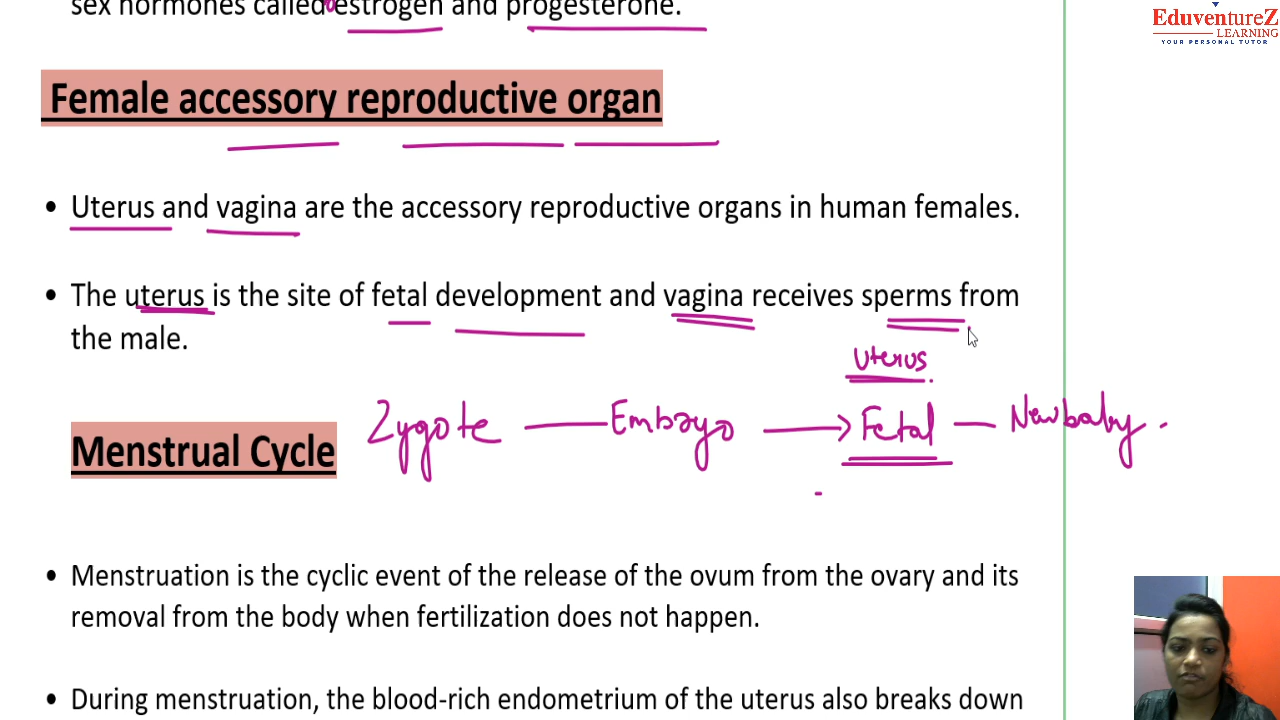 sex hormones called estrogen and progesterone.
EduventureZ
LEARNING
YOUR PERSONAL TUTOR
Female accessory reproductive organ
• Uterus and vagina are the accessory reproductive organs in human females.
• The uterus is the site of fetal development and vagina receives sperms from
the male.
Uterus
Zygote — Embryo → Fetal — New baby.
Menstrual Cycle
• Menstruation is the cyclic event of the release of the ovum from the ovary and its
removal from the body when fertilization does not happen.
• During menstruation, the blood-rich endometrium of the uterus also breaks down